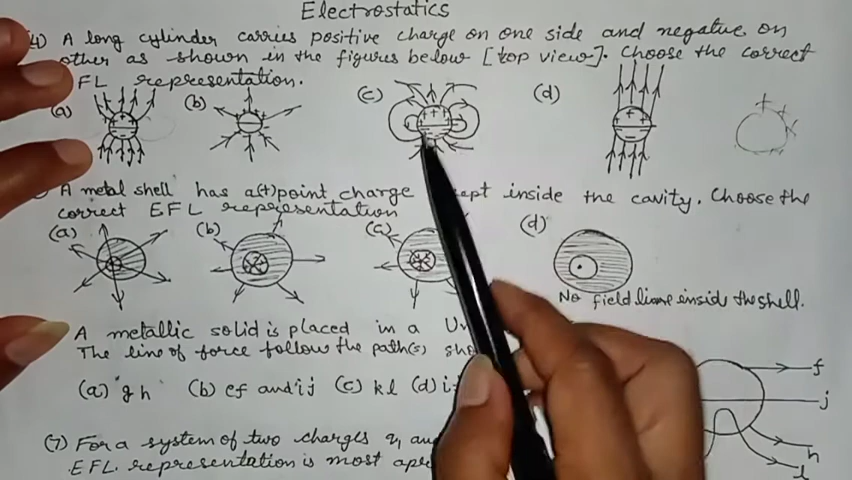 Electrostatics
4) A long cylinder carries positive charge on one side and negative on
other as shown in the figures below [top view]. Choose the correct
EFL representation.
(a) (b) (c) (d)
A metal shell has a (+) point charge kept inside the cavity. Choose the
correct EFL representation
(a) (b) (c) (d)
No field line inside the shell.
A metallic solid is placed in a
The line of force follow the path(s)
(a) gh (b) ef and ij (c) kl (d)
f
j
h
l
(7) For a system of two charges q1
EFL representation is most